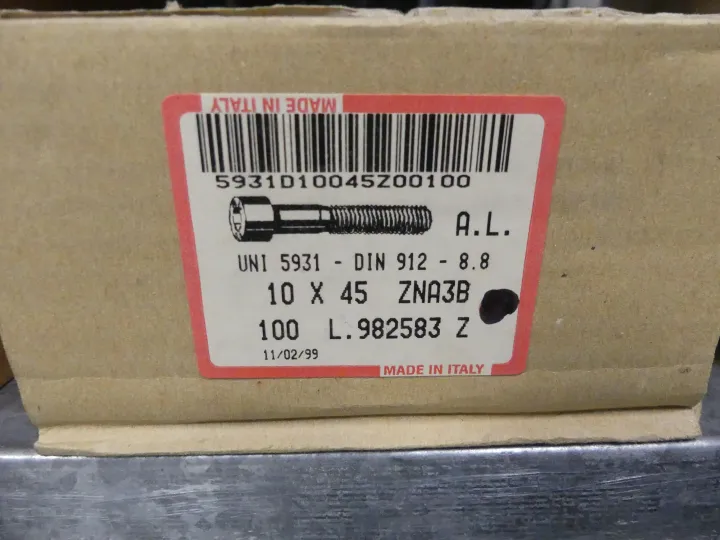 MADE IN ITALY
5931D10045Z00100
A.L.
UNI 5931 - DIN 912 - 8.8
10 X 45 ZNA3B
100 L.982583 Z
11/02/99
MADE IN ITALY